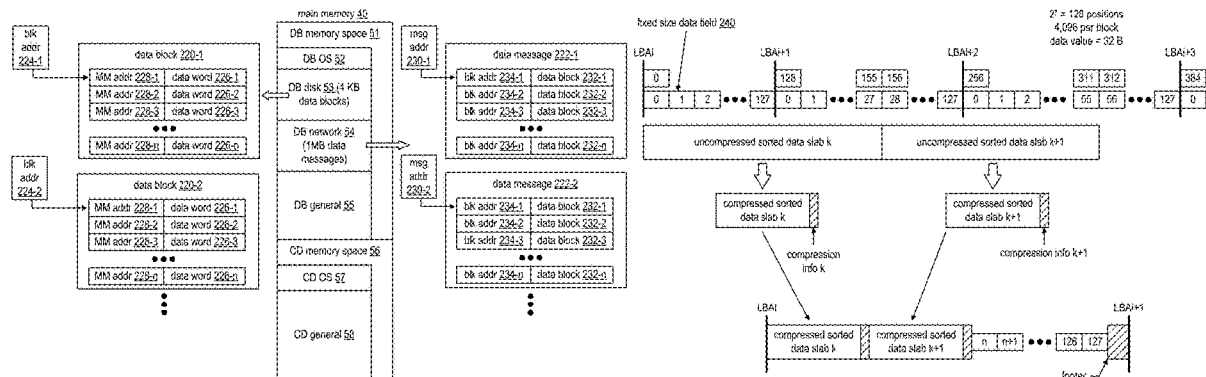 main memory 40
DB memory space 51
DB OS 52
DB disk 53 (4 KB
data blocks)
DB network 54
(1MB data
messages)
DB general 55
CD memory space 56
CD OS 57
CD general 58
blk
addr
224-1
data block 220-1
MM addr 228-1 data word 226-1
MM addr 228-2 data word 226-2
MM addr 228-3 data word 226-3
MM addr 228-n data word 226-n
blk
addr
224-2
data block 220-2
MM addr 228-1 data word 226-1
MM addr 228-2 data word 226-2
MM addr 228-3 data word 226-3
MM addr 228-n data word 226-n
msg
addr
230-1
data message 222-1
blk addr 234-1 data block 232-1
blk addr 234-2 data block 232-2
blk addr 234-3 data block 232-3
blk addr 234-n data block 232-n
msg
addr
230-2
data message 222-2
blk addr 234-1 data block 232-1
blk addr 234-2 data block 232-2
blk addr 234-3 data block 232-3
blk addr 234-n data block 232-n
fixed size data field 240
2⁷ = 128 positions
4,096 per block
data value = 32 B
LBAi LBAi+1 LBAi+2 LBAi+3
0 128 155 156 256 311 312 384
0 1 2 127 0 1 27 28 127 0 1 2 55 56 127 0
uncompressed sorted data slab k uncompressed sorted data slab k+1
compressed sorted
data slab k
compressed sorted
data slab k+1
compression
info k
compression
info k+1
LBAi LBAi+1
compressed sorted
data slab k
compressed sorted
data slab k+1
n n+1 126 127
footer